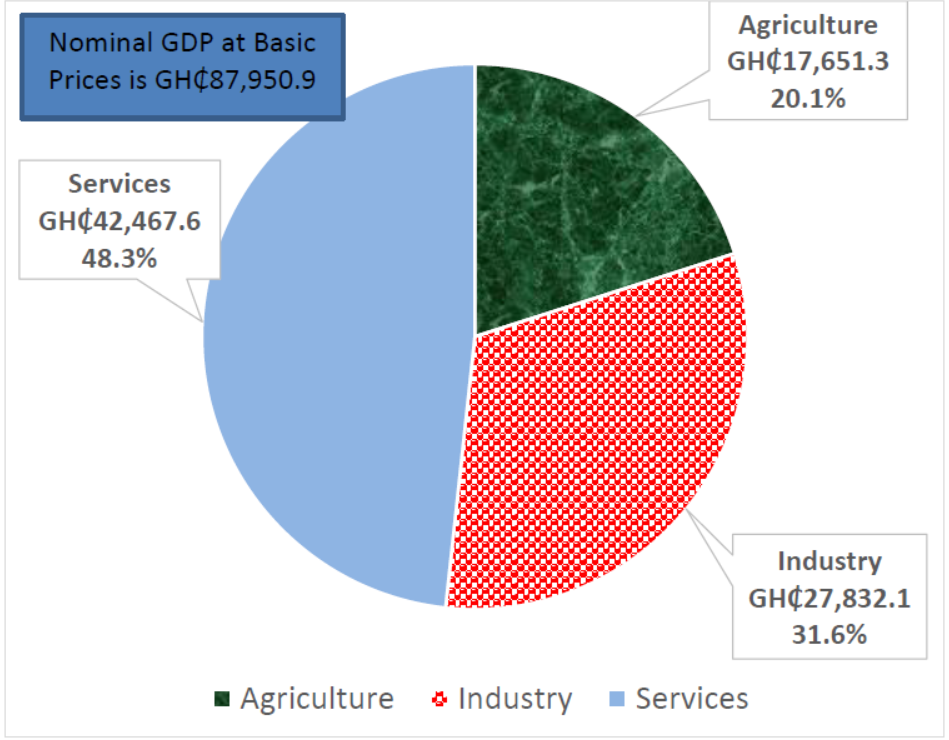 Nominal GDP at Basic
Prices is GH₵87,950.9
Agriculture
GH₵17,651.3
20.1%
Services
GH₵42,467.6
48.3%
Industry
GH₵27,832.1
31.6%
Agriculture Industry Services